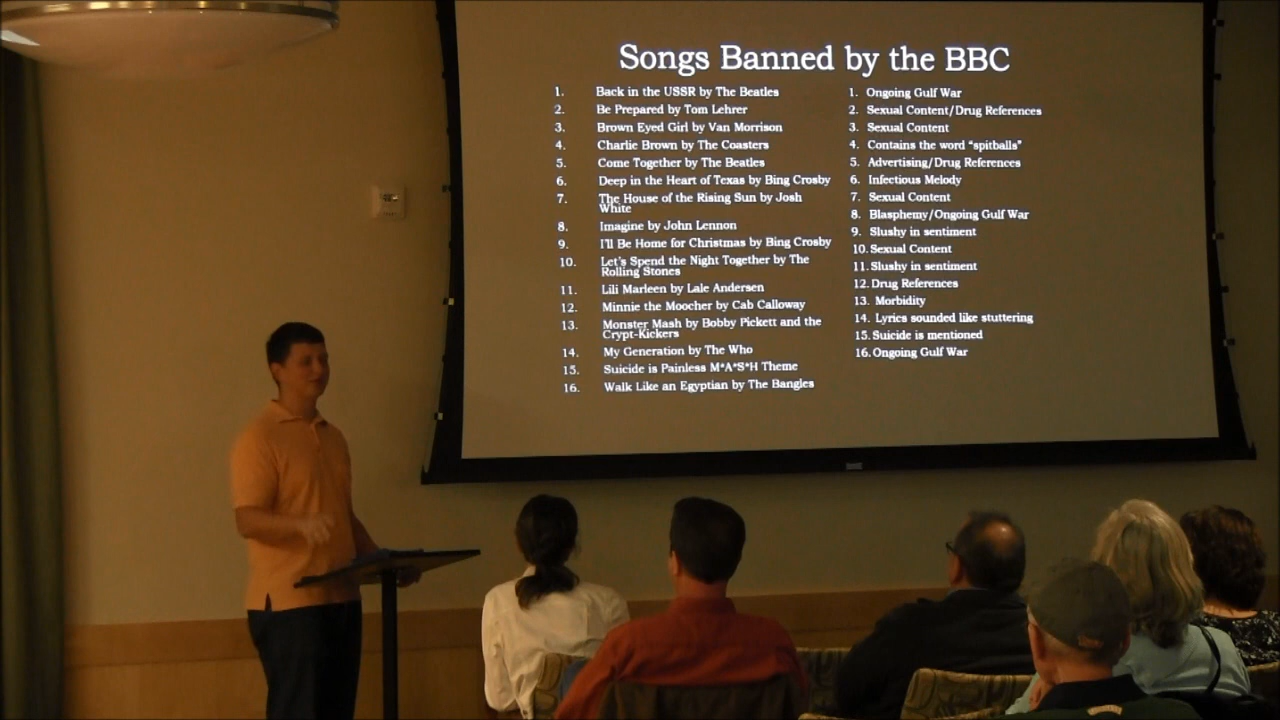 Songs Banned by the BBC
1. Back in the USSR by The Beatles
2. Be Prepared by Tom Lehrer
3. Brown Eyed Girl by Van Morrison
4. Charlie Brown by The Coasters
5. Come Together by The Beatles
6. Deep in the Heart of Texas by Bing Crosby
7. The House of the Rising Sun by Josh
White
8. Imagine by John Lennon
9. I'll Be Home for Christmas by Bing Crosby
10. Let's Spend the Night Together by The
Rolling Stones
11. Lili Marleen by Lale Andersen
12. Minnie the Moocher by Cab Calloway
13. Monster Mash by Bobby Pickett and the
Crypt-Kickers
14. My Generation by The Who
15. Suicide is Painless M*A*S*H Theme
16. Walk Like an Egyptian by The Bangles
1. Ongoing Gulf War
2. Sexual Content/Drug References
3. Sexual Content
4. Contains the word "spitballs"
5. Advertising/Drug References
6. Infectious Melody
7. Sexual Content
8. Blasphemy/Ongoing Gulf War
9. Slushy in sentiment
10. Sexual Content
11. Slushy in sentiment
12. Drug References
13. Morbidity
14. Lyrics sounded like stuttering
15. Suicide is mentioned
16. Ongoing Gulf War